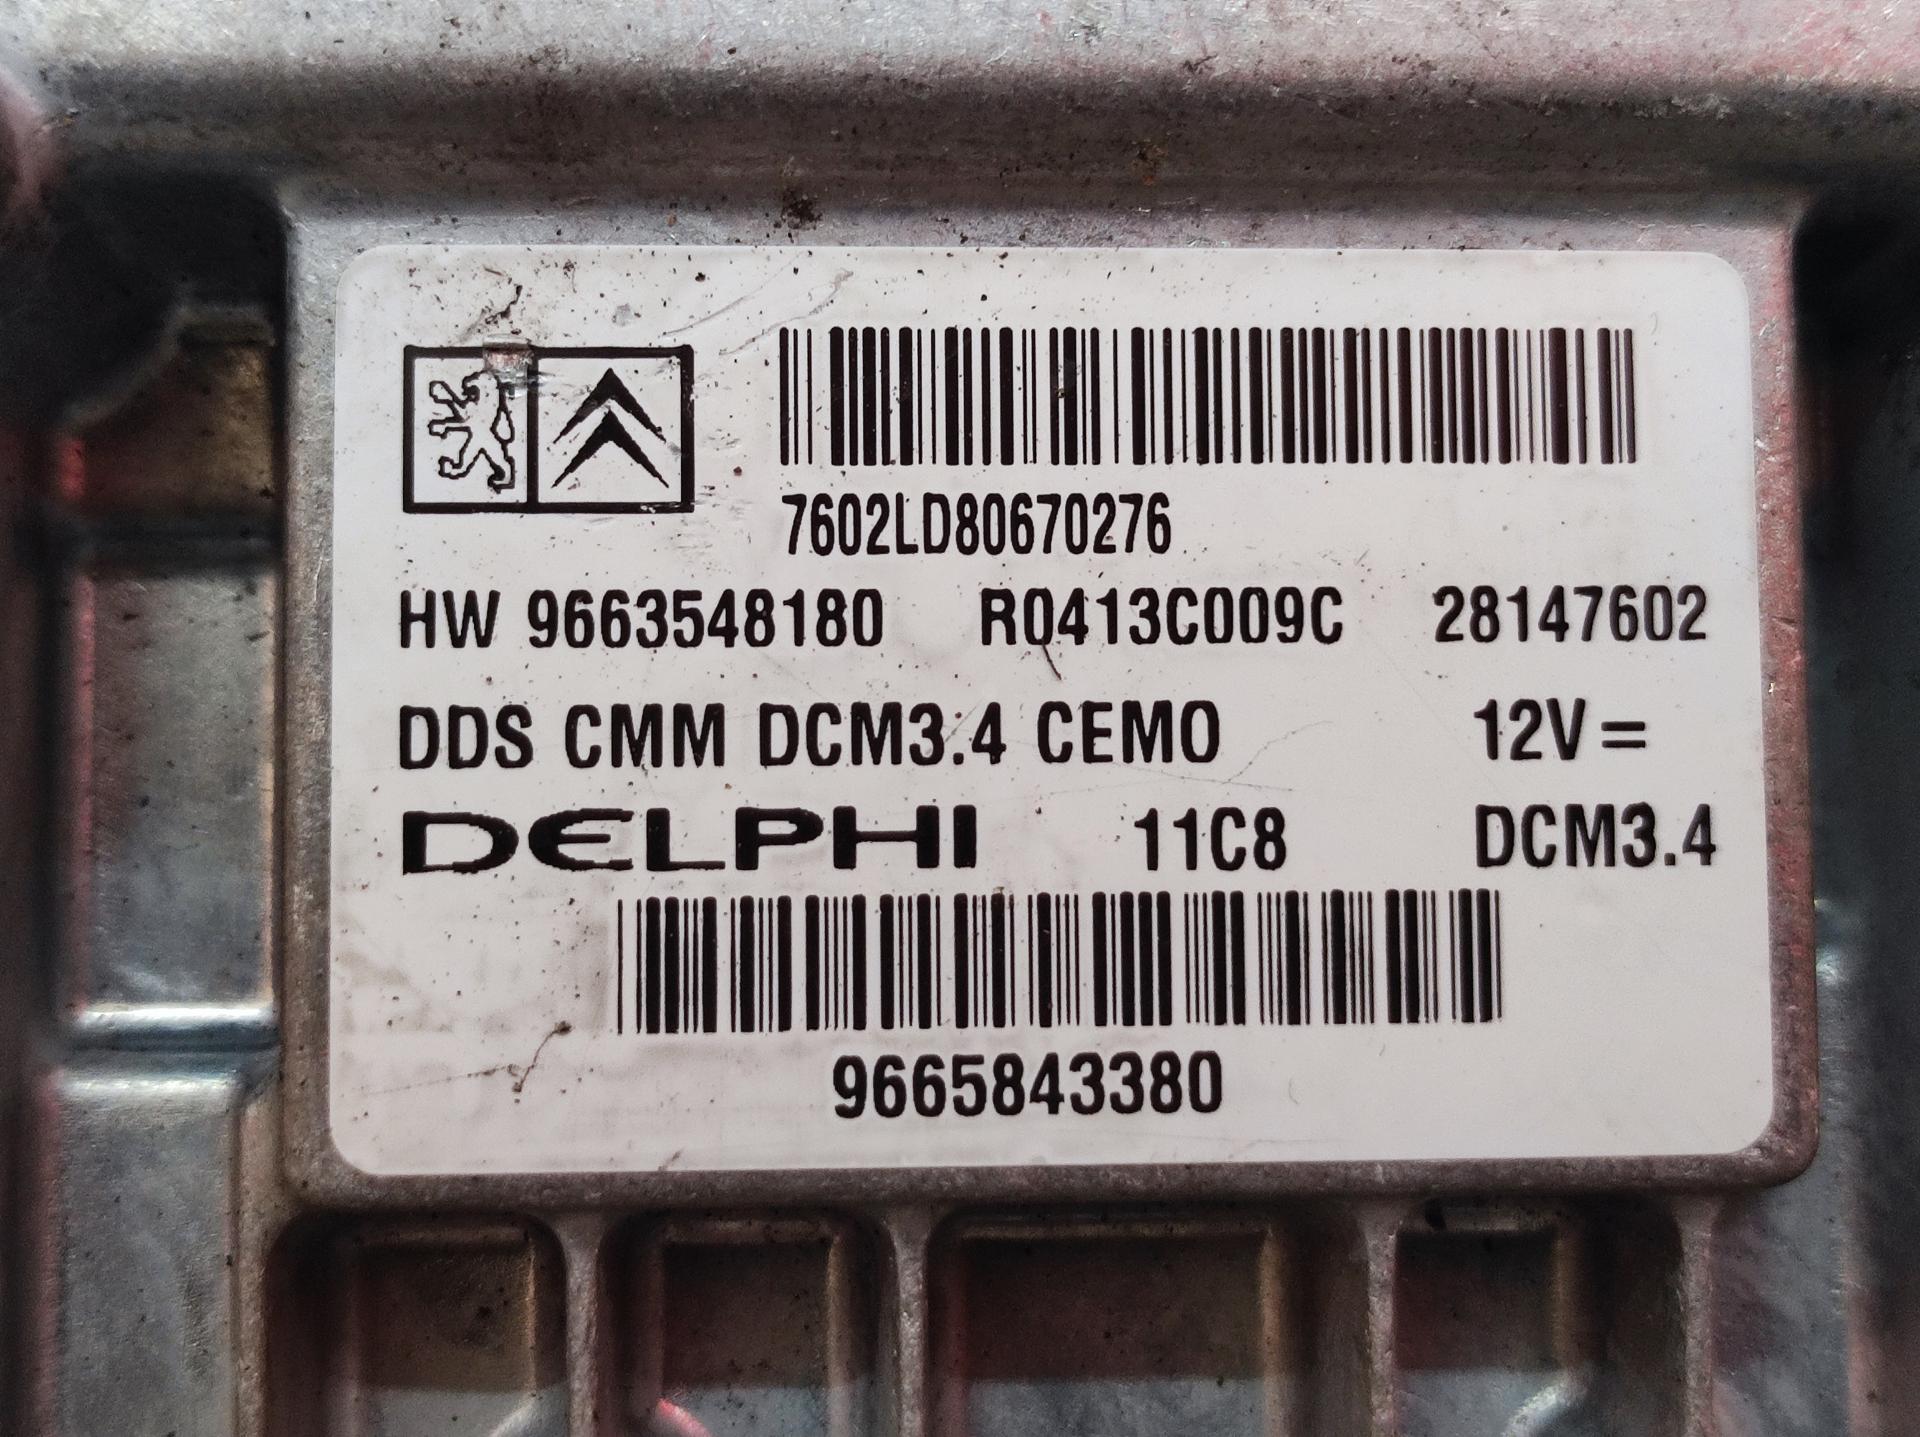 7602LD80670276
HW 9663548180 R0413C009C 28147602
DDS CMM DCM3.4 CEMO 12V =
DELPHI 11C8 DCM3.4
9665843380